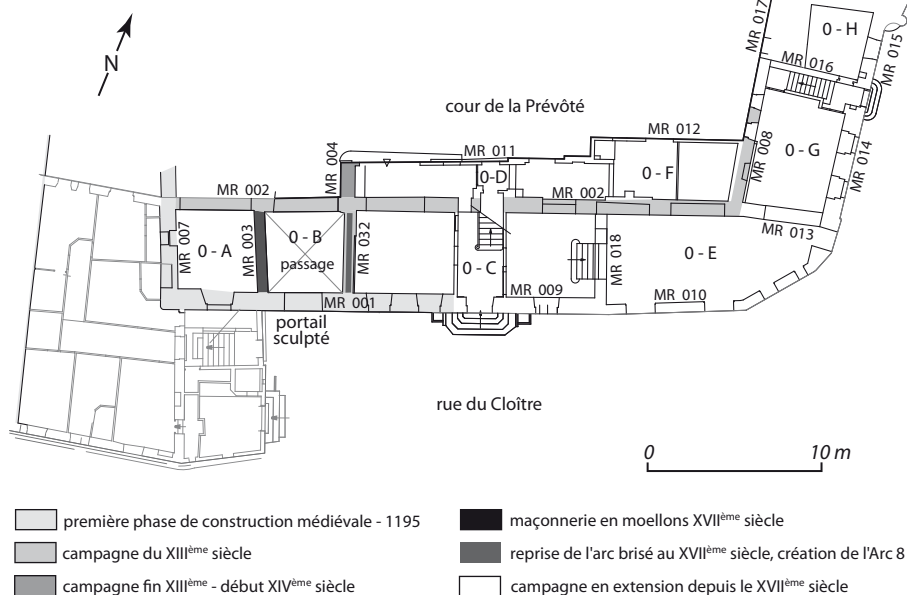 MR 017
0 - H
MR 015
MR 016
N
cour de la Prévôté
MR 012
MR 004
MR 011
MR 008
0 - G
MR 014
0-D
0 - F
MR 002
MR 002
MR 007
0 - A
MR 003
0 - B
passage
MR 032
0 - C
MR 018
0 - E
MR 013
MR 009
MR 001
MR 010
portail
sculpté
rue du Cloître
0 10 m
première phase de construction médiévale - 1195
campagne du XIIIème siècle
campagne fin XIIIème - début XIVème siècle
maçonnerie en moellons XVIIème siècle
reprise de l'arc brisé au XVIIème siècle, création de l'Arc 8
campagne en extension depuis le XVIIème siècle